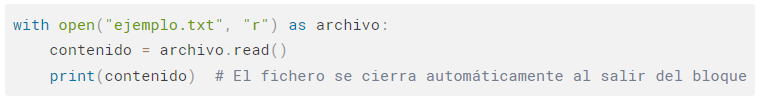 with open("ejemplo.txt", "r") as archivo:
    contenido = archivo.read()
    print(contenido)  # El fichero se cierra automáticamente al salir del bloque